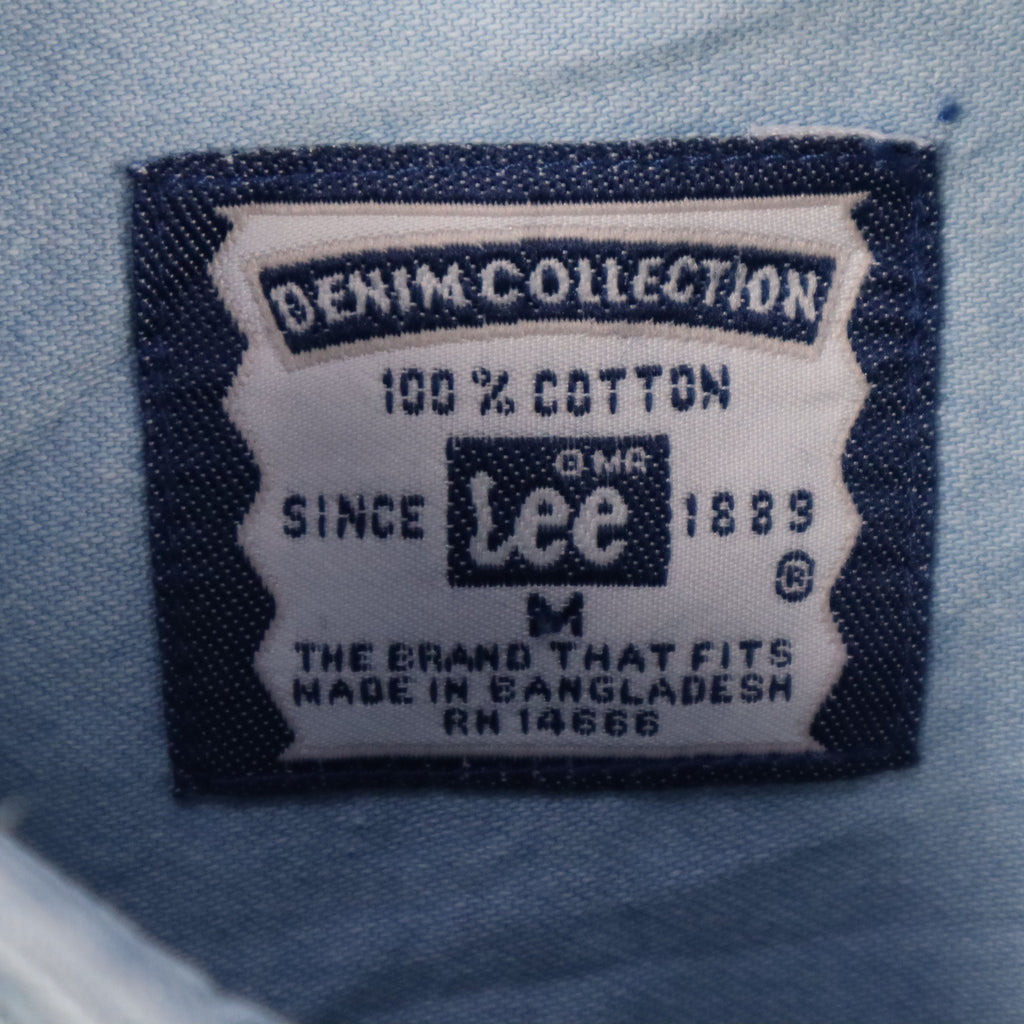 DENIM COLLECTION
100 % COTTON
® MR
SINCE Lee 1889
®
M
THE BRAND THAT FITS
MADE IN BANGLADESH
RN 14666